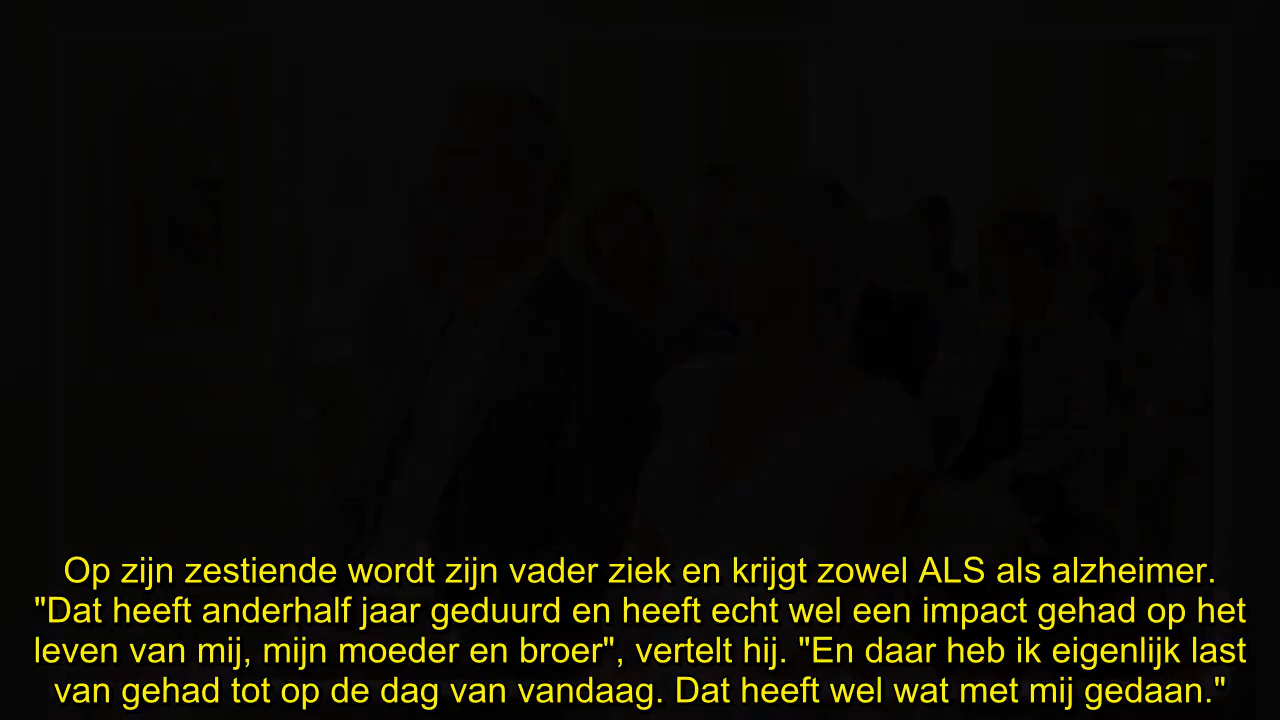 Op zijn zestiende wordt zijn vader ziek en krijgt zowel ALS als alzheimer.
"Dat heeft anderhalf jaar geduurd en heeft echt wel een impact gehad op het
leven van mij, mijn moeder en broer", vertelt hij. "En daar heb ik eigenlijk last
van gehad tot op de dag van vandaag. Dat heeft wel wat met mij gedaan."